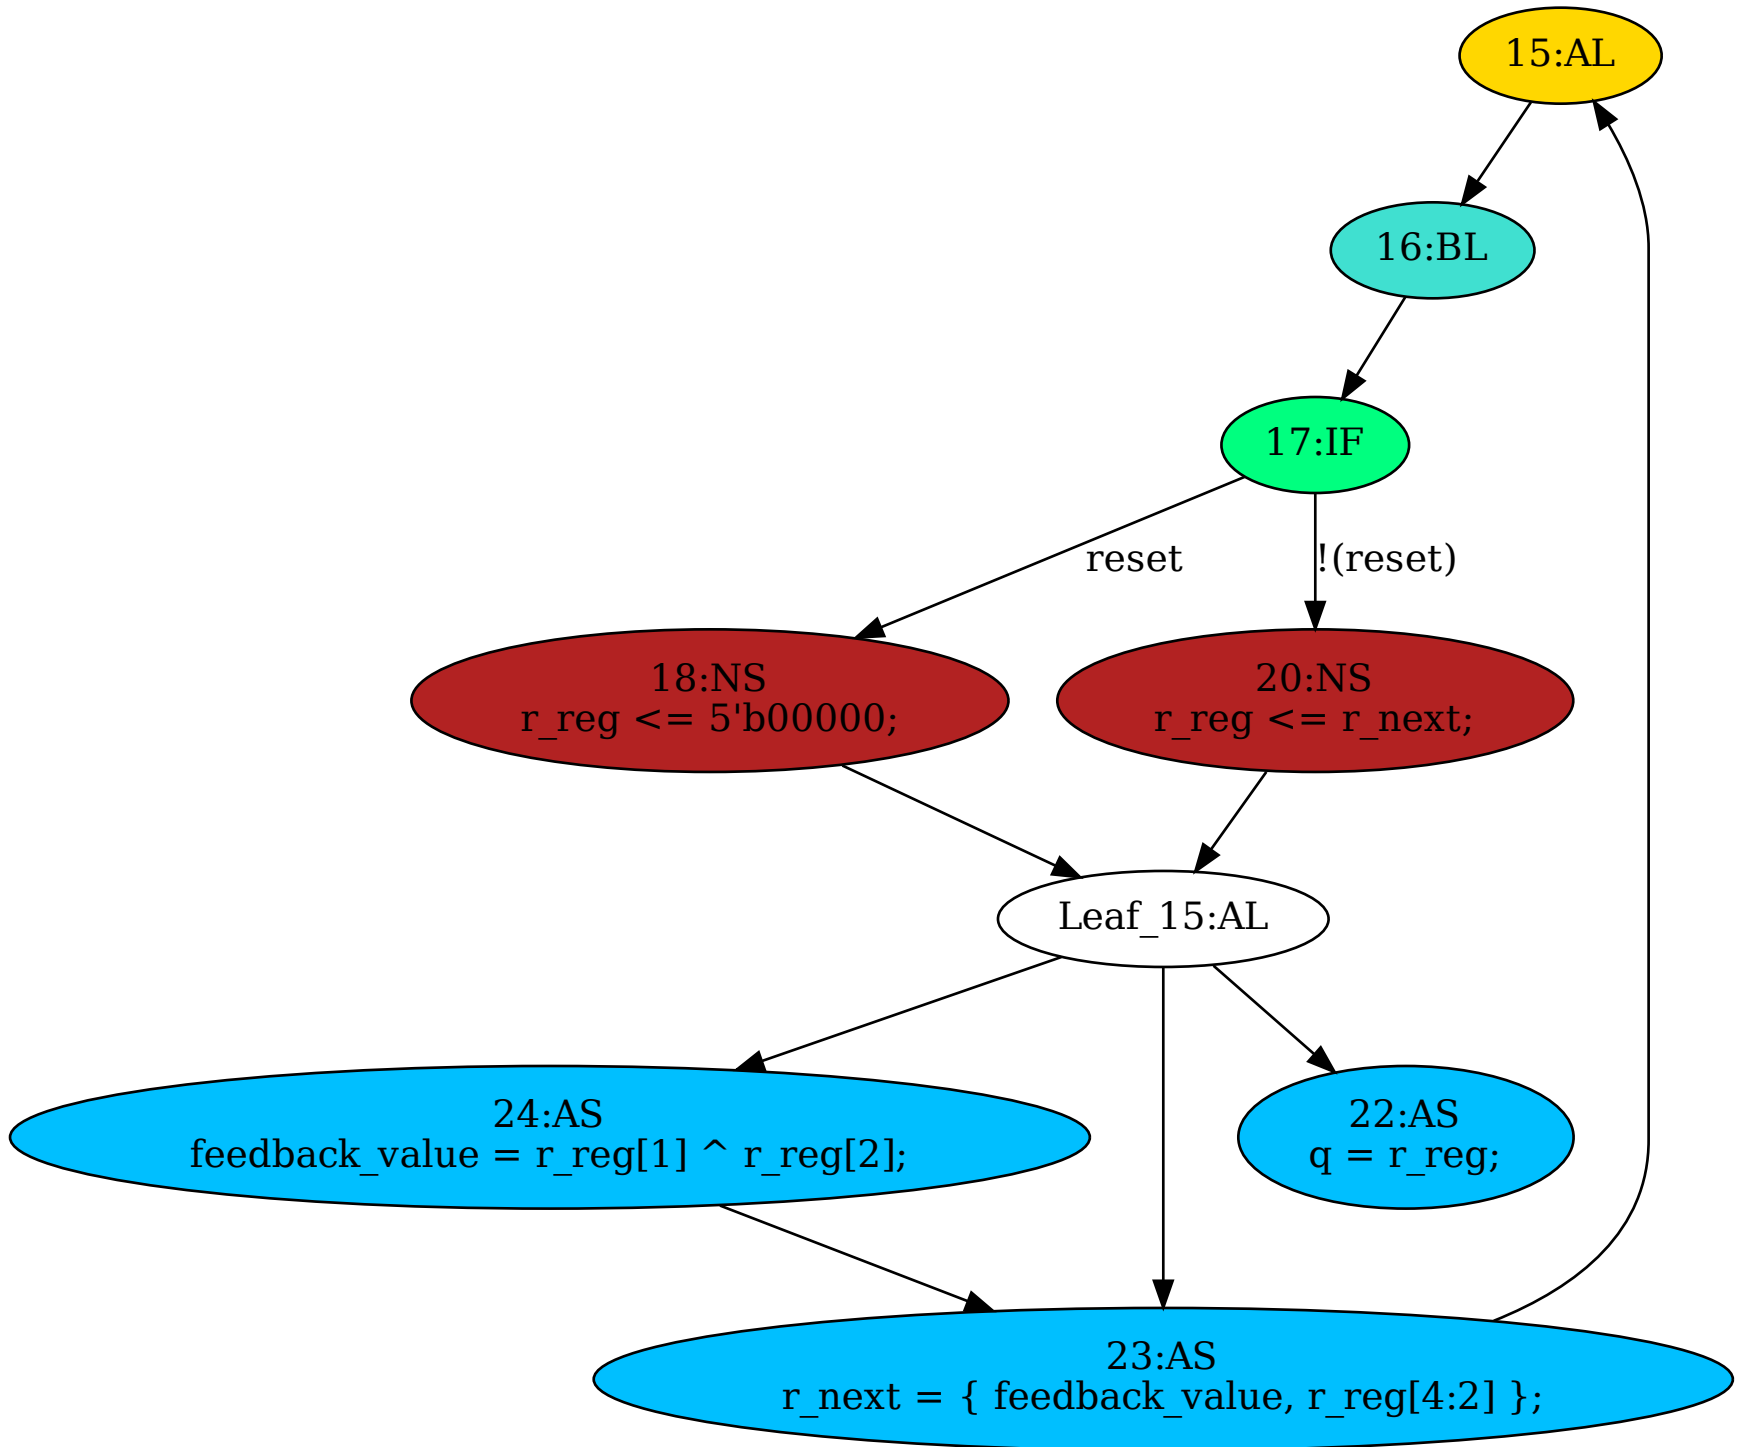 15:AL
16:BL
17:IF
reset
!(reset)
18:NS
r_reg <= 5'b00000;
20:NS
r_reg <= r_next;
Leaf_15:AL
24:AS
feedback_value = r_reg[1] ^ r_reg[2];
22:AS
q = r_reg;
23:AS
r_next = { feedback_value, r_reg[4:2] };